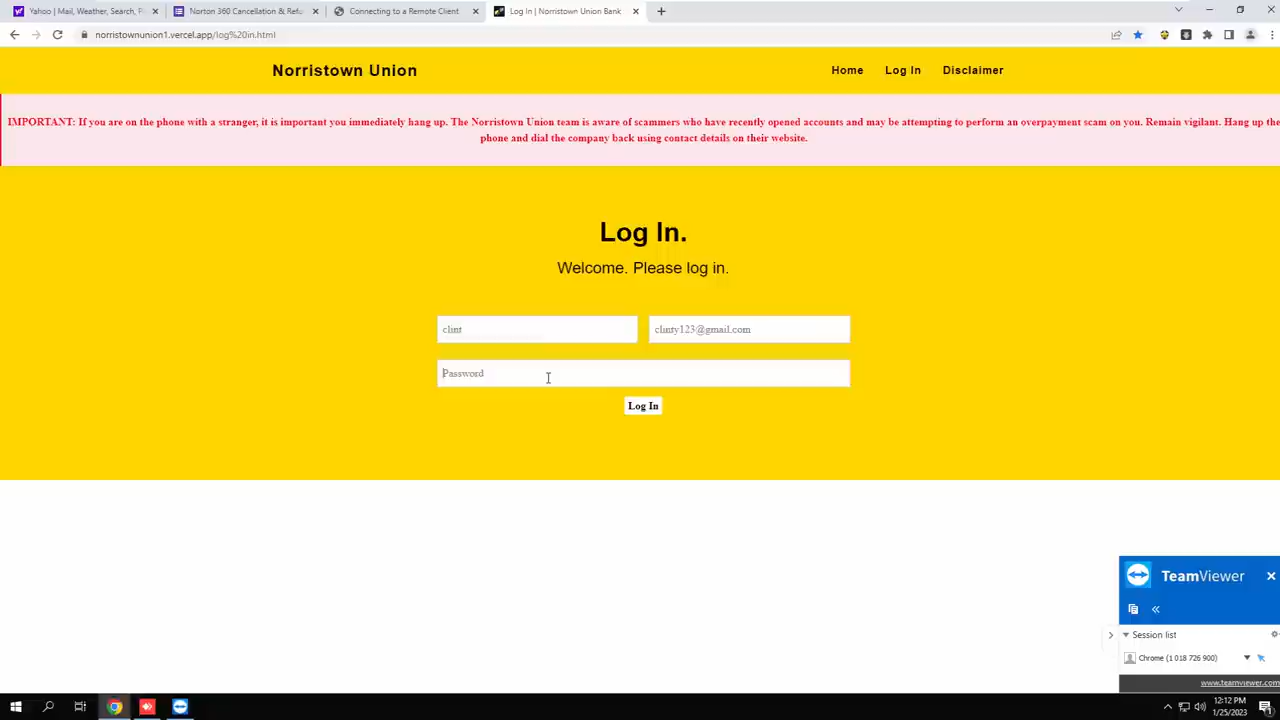 Yahoo | Mail, Weather, Search, P
Norton 360 Cancellation & Refu
Connecting to a Remote Client
Log In | Norristown Union Bank
norristownunion1.vercel.app/log%20in.html
Norristown Union
Home
Log In
Disclaimer
IMPORTANT: If you are on the phone with a stranger, it is important you immediately hang up. The Norristown Union team is aware of scammers who have recently opened accounts and may be attempting to perform an overpayment scam on you. Remain vigilant. Hang up the
phone and dial the company back using contact details on their website.
Log In.
Welcome. Please log in.
clint
clinty123@gmail.com
Password
Log In
TeamViewer
Session list
Chrome (1 018 726 900)
www.teamviewer.com
12:12 PM
1/25/2023